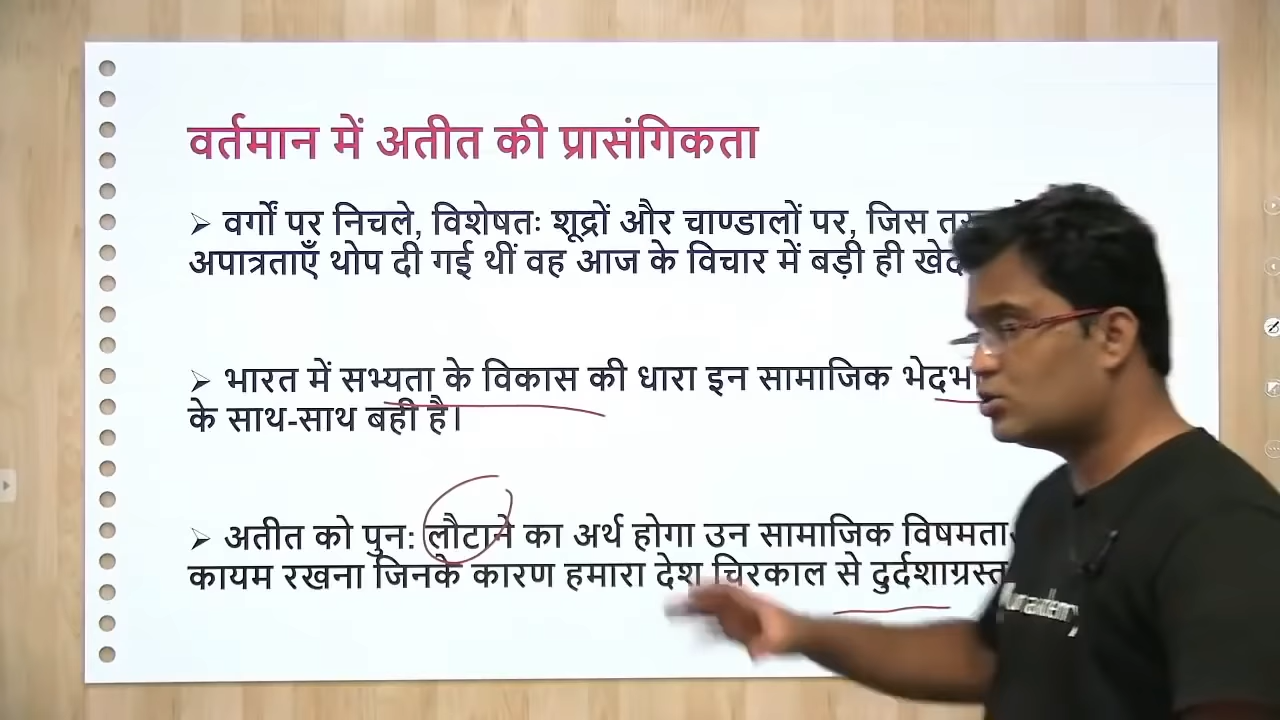 वर्तमान में अतीत की प्रासंगिकता
➢ वर्गों पर निचले, विशेषतः शूद्रों और चाण्डालों पर, जिस
अपात्रताएँ थोप दी गई थीं वह आज के विचार में बड़ी ही
➢ भारत में सभ्यता के विकास की धारा इन सामाजिक
के साथ-साथ बही है।
➢ अतीत को पुन: लौटाने का अर्थ होगा उन सामाजिक
कायम रखना जिनके कारण हमारा देश चिरकाल से दुर्दशाग्रस्त